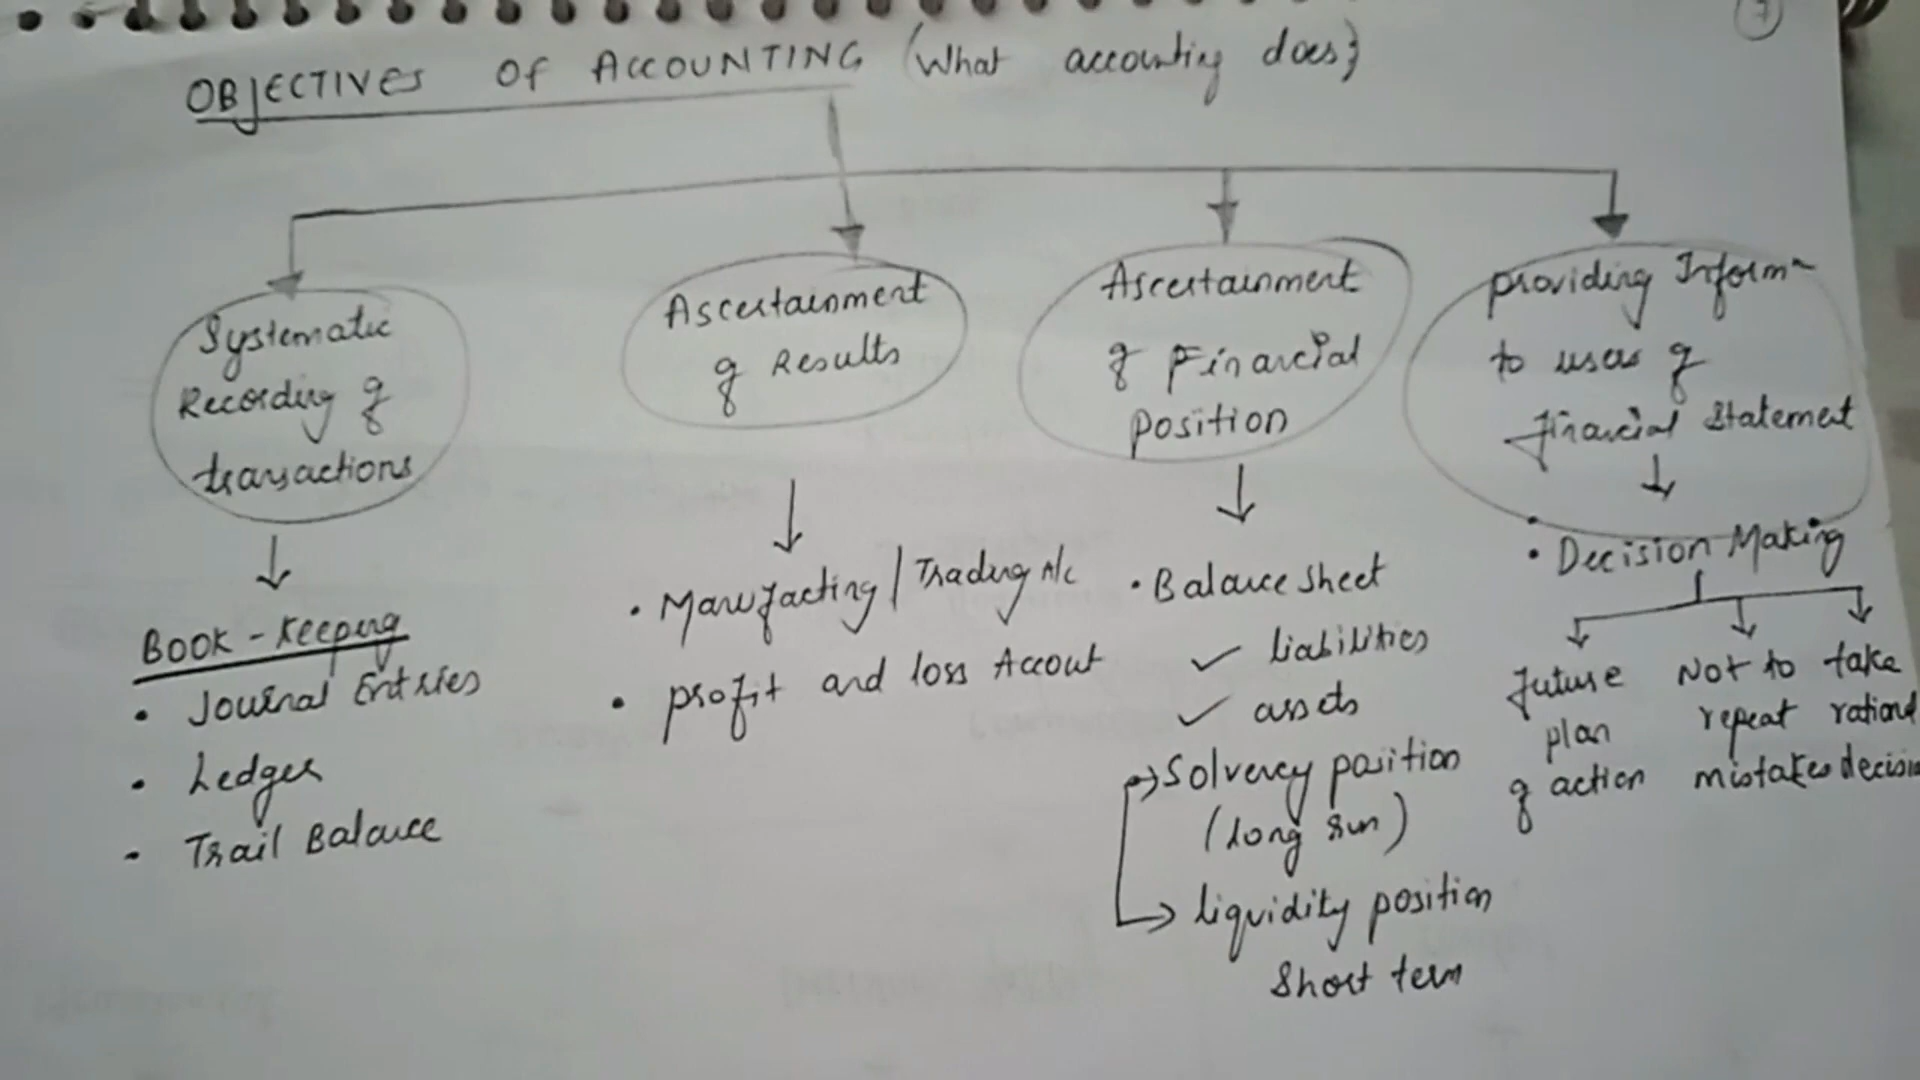 7
OBJECTIVES OF ACCOUNTING (What accounting does)
Systematic
Recording of
transactions
Book - Keeping
• Journal Entries
• Ledger
- Trail Balance
Ascertainment
of Results
• Manufacting / Trading A/c
• profit and loss Accout
Ascertainment
of Financial
position
• Balance sheet
✓ liabilities
✓ assets
→ Solvency position
(long run)
→ liquidity position
Short term
providing Inform~
to users of
financial statement
• Decision Making
future
plan
of action
Not to
repeat
mistakes
take
rational
decision